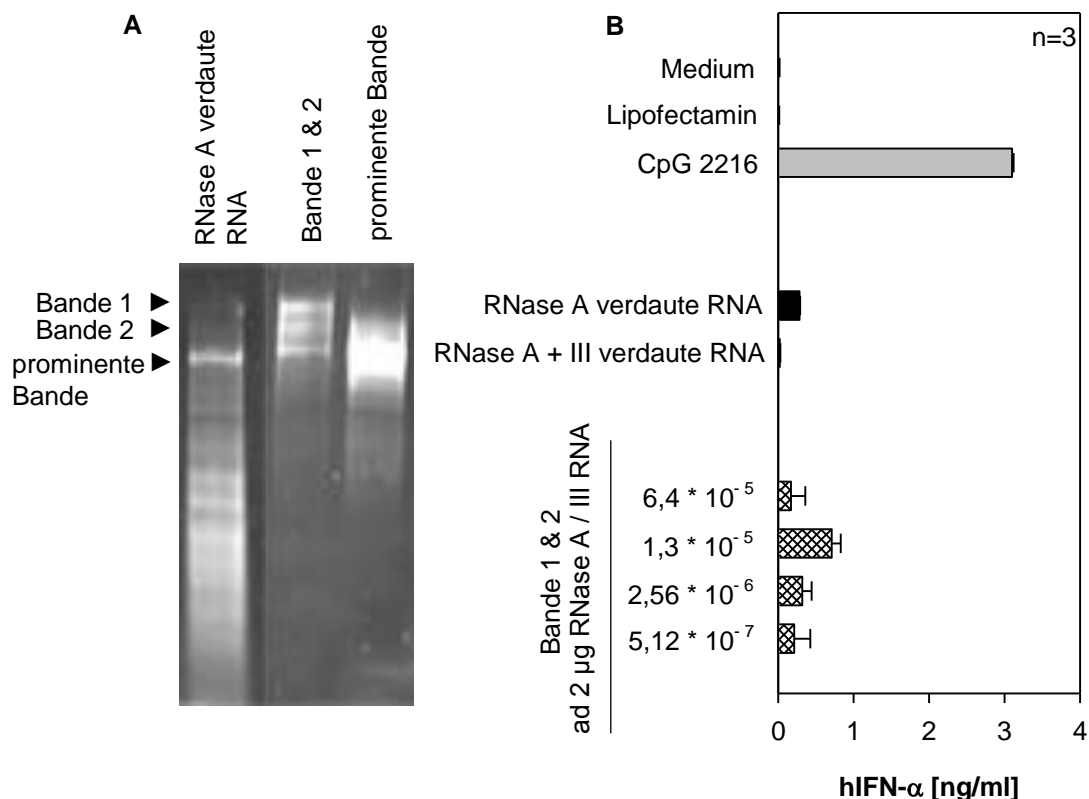 A
RNase A verdaute
RNA
Bande 1 & 2
prominente Bande
Bande 1
Bande 2
prominente
Bande
B
n=3
Medium
Lipofectamin
CpG 2216
RNase A verdaute RNA
RNase A + III verdaute RNA
Bande 1 & 2
ad 2 µg RNase A / III RNA
6,4 * 10⁻⁵
1,3 * 10⁻⁵
2,56 * 10⁻⁶
5,12 * 10⁻⁷
0 1 2 3 4
hIFN-α [ng/ml]